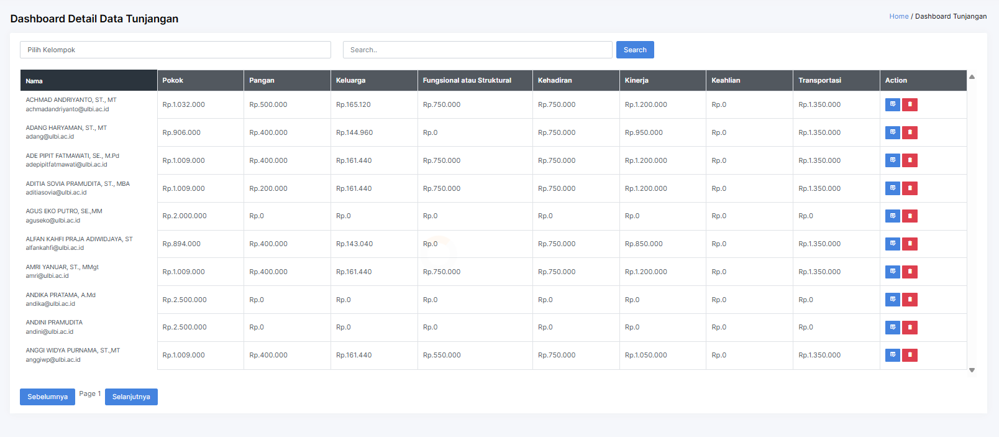 Dashboard Detail Data Tunjangan
Home / Dashboard Tunjangan
Pilih Kelompok
Search..
Search
Nama Pokok Pangan Keluarga Fungsional atau Struktural Kehadiran Kinerja Keahlian Transportasi Action
ACHMAD ANDRIYANTO, ST., MT
achmadandriyanto@ulbi.ac.id
Rp.1.032.000 Rp.500.000 Rp.165.120 Rp.750.000 Rp.750.000 Rp.1.200.000 Rp.0 Rp.1.350.000
ADANG HARYAMAN, ST., MT
adang@ulbi.ac.id
Rp.906.000 Rp.400.000 Rp.144.960 Rp.0 Rp.750.000 Rp.950.000 Rp.0 Rp.1.350.000
ADE PIPIT FATMAWATI, SE., M.Pd
adepipitfatmawati@ulbi.ac.id
Rp.1.009.000 Rp.400.000 Rp.161.440 Rp.750.000 Rp.750.000 Rp.1.200.000 Rp.0 Rp.1.350.000
ADITIA SOVIA PRAMUDITA, ST., MBA
aditiasovia@ulbi.ac.id
Rp.1.009.000 Rp.200.000 Rp.161.440 Rp.750.000 Rp.750.000 Rp.1.200.000 Rp.0 Rp.1.350.000
AGUS EKO PUTRO, SE.,MM
aguseko@ulbi.ac.id
Rp.2.000.000 Rp.0 Rp.0 Rp.0 Rp.0 Rp.0 Rp.0 Rp.0
ALFAN KAHFI PRAJA ADIWIDJAYA, ST
alfankahfi@ulbi.ac.id
Rp.894.000 Rp.400.000 Rp.143.040 Rp.0 Rp.750.000 Rp.850.000 Rp.0 Rp.1.350.000
AMRI YANUAR, ST., MMgt
amri@ulbi.ac.id
Rp.1.009.000 Rp.400.000 Rp.161.440 Rp.750.000 Rp.750.000 Rp.1.200.000 Rp.0 Rp.1.350.000
ANDIKA PRATAMA, A.Md
andika@ulbi.ac.id
Rp.2.500.000 Rp.0 Rp.0 Rp.0 Rp.0 Rp.0 Rp.0 Rp.0
ANDINI PRAMUDITA
andini@ulbi.ac.id
Rp.2.500.000 Rp.0 Rp.0 Rp.0 Rp.0 Rp.0 Rp.0 Rp.0
ANGGI WIDYA PURNAMA, ST.,MT
anggiwp@ulbi.ac.id
Rp.1.009.000 Rp.400.000 Rp.161.440 Rp.550.000 Rp.750.000 Rp.1.050.000 Rp.0 Rp.1.350.000
Sebelumnya Page 1 Selanjutnya